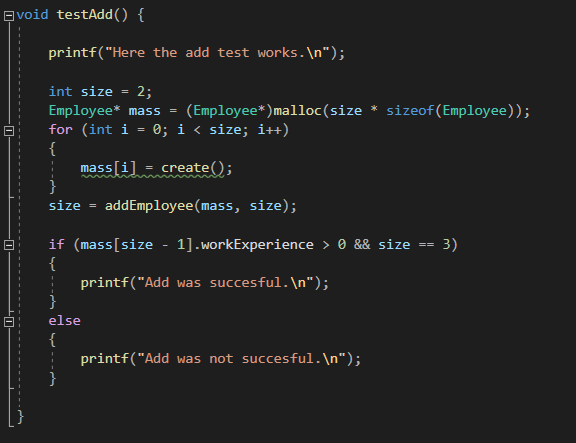 void testAdd() {
printf("Here the add test works.\n");
int size = 2;
Employee* mass = (Employee*)malloc(size * sizeof(Employee));
for (int i = 0; i < size; i++)
{
mass[i] = create();
}
size = addEmployee(mass, size);
if (mass[size - 1].workExperience > 0 && size == 3)
{
printf("Add was succesful.\n");
}
else
{
printf("Add was not succesful.\n");
}
}